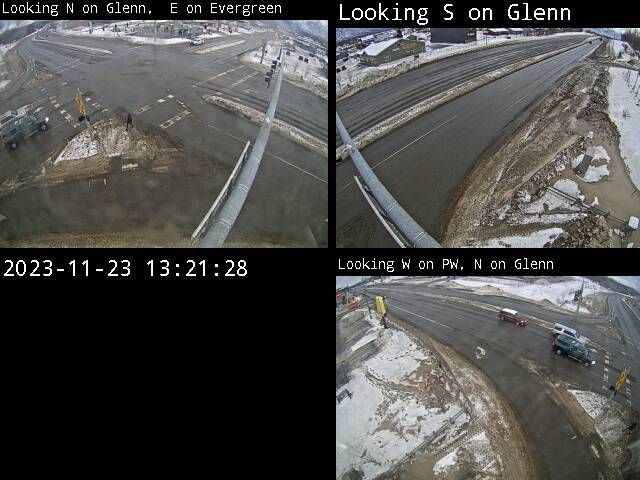 Looking N on Glenn,  E on Evergreen
Looking S on Glenn
2023-11-23 13:21:28
Looking W on PW, N on Glenn